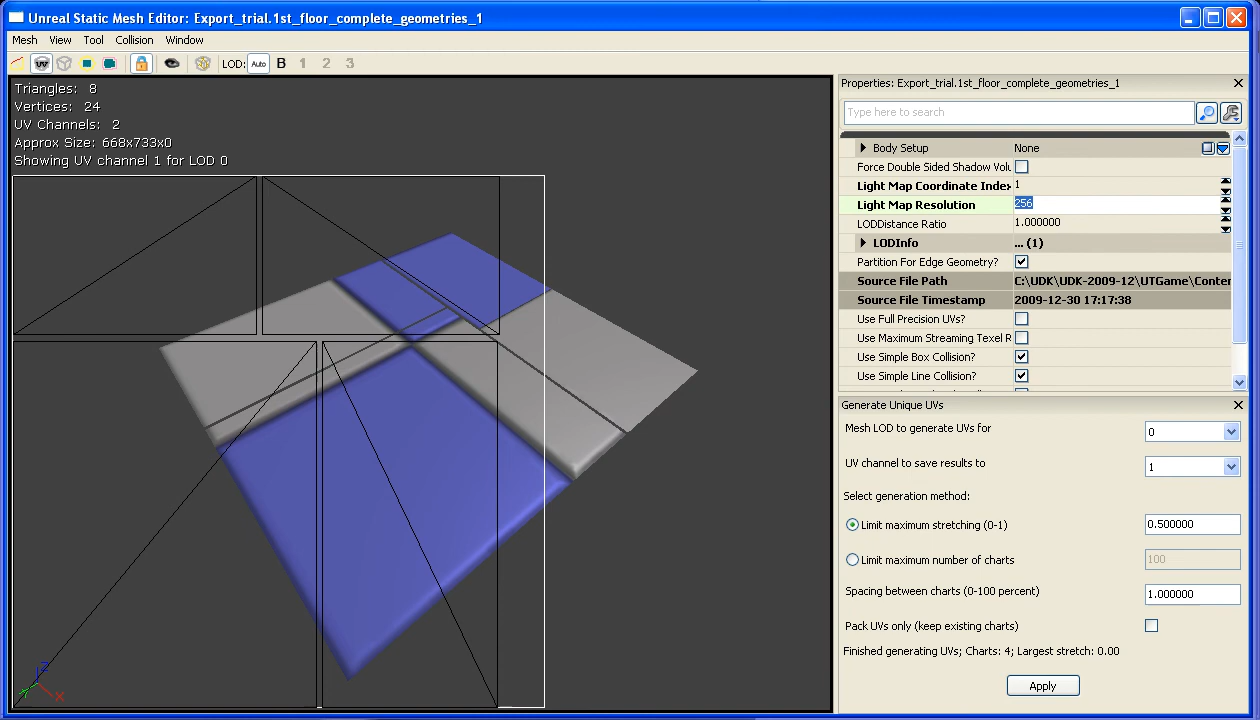 Unreal Static Mesh Editor: Export_trial.1st_floor_complete_geometries_1
Mesh View Tool Collision Window
UV LOD: Auto B 1 2 3
Triangles: 8
Vertices: 24
UV Channels: 2
Approx Size: 668x733x0
Showing UV channel 1 for LOD 0
Z
Y
X
Properties: Export_trial.1st_floor_complete_geometries_1
Type here to search
Body Setup None
Force Double Sided Shadow Volu
Light Map Coordinate Index 1
Light Map Resolution 256
LODDistance Ratio 1.000000
LODInfo ... (1)
Partition For Edge Geometry?
Source File Path C:\UDK\UDK-2009-12\UTGame\Conten
Source File Timestamp 2009-12-30 17:17:38
Use Full Precision UVs?
Use Maximum Streaming Texel R
Use Simple Box Collision?
Use Simple Line Collision?
Generate Unique UVs
Mesh LOD to generate UVs for 0
UV channel to save results to 1
Select generation method:
Limit maximum stretching (0-1) 0.500000
Limit maximum number of charts 100
Spacing between charts (0-100 percent) 1.000000
Pack UVs only (keep existing charts)
Finished generating UVs; Charts: 4; Largest stretch: 0.00
Apply